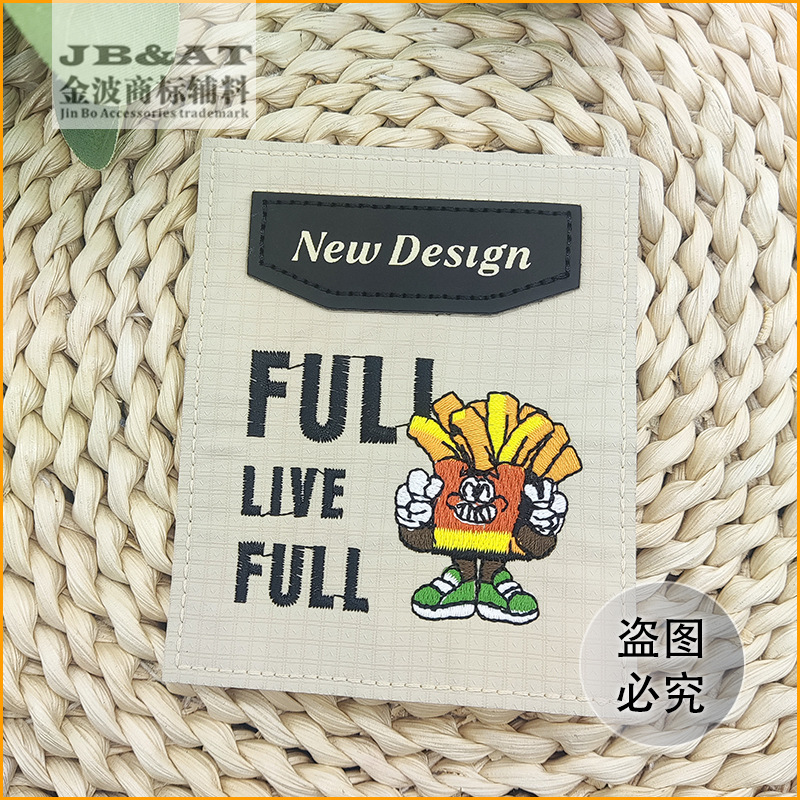 JB&AT
金波商标辅料
Jin Bo Accessories trademark
New Design
FULL
LIVE
FULL
盗图
必究